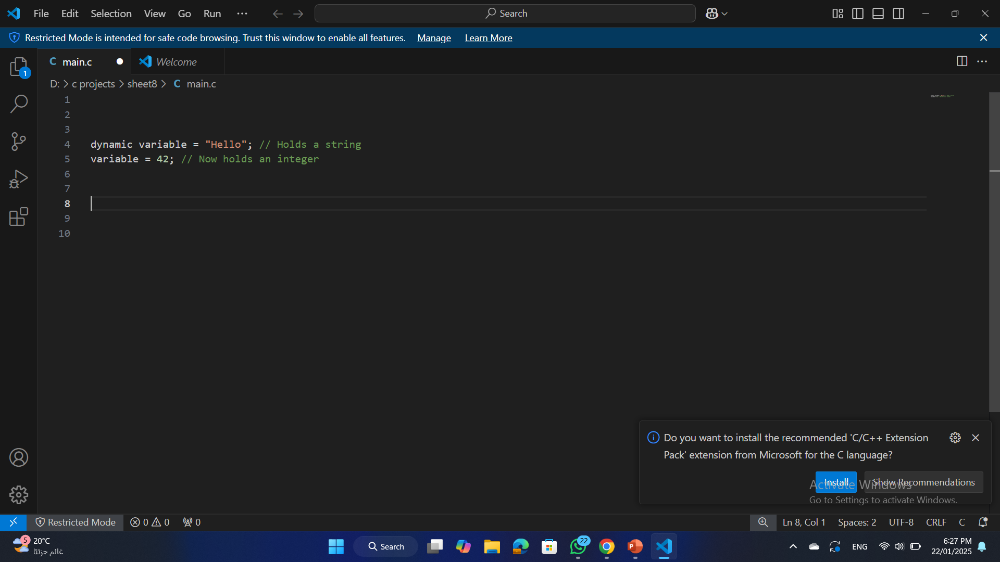 File Edit Selection View Go Run ··· Search
Restricted Mode is intended for safe code browsing. Trust this window to enable all features. Manage Learn More
C main.c Welcome
D: > c projects > sheet8 > C main.c
1
1
2
3
4 dynamic variable = "Hello"; // Holds a string
5 variable = 42; // Now holds an integer
6
7
8
9
10
Do you want to install the recommended 'C/C++ Extension
Pack' extension from Microsoft for the C language?
Install Show Recommendations
Activate Windows
Go to Settings to activate Windows.
Restricted Mode 0 0 0 Ln 8, Col 1 Spaces: 2 UTF-8 CRLF C
5 20°C
غائم جزئيًا
Search 22 P ENG 6:27 PM
22/01/2025